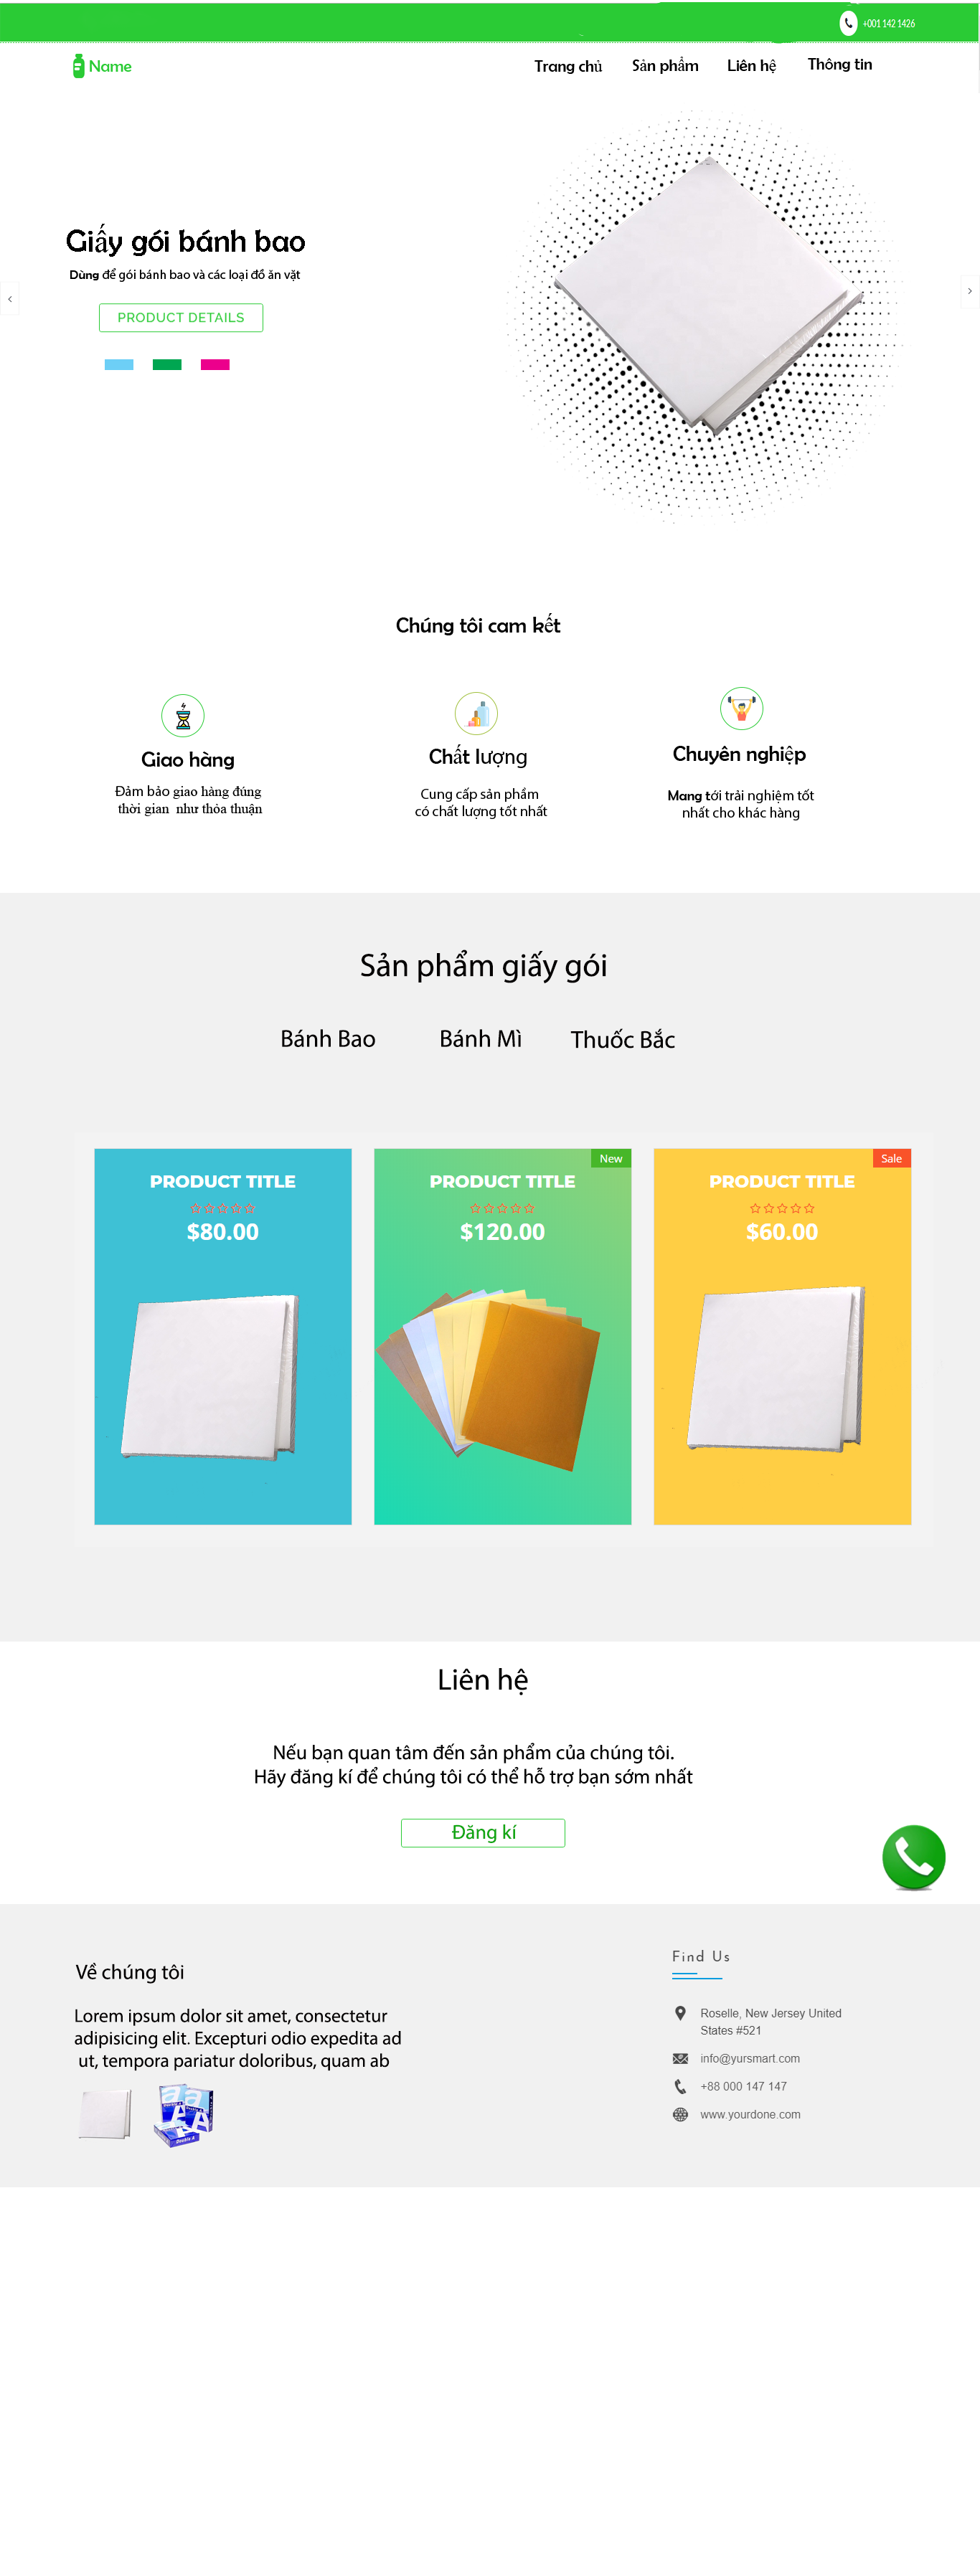 +001 142 1426
Name
Trang chủ
Sản phẩm
Liên hệ
Thông tin
Giấy gói bánh bao
Dùng để gói bánh bao và các loại đồ ăn vặt
PRODUCT DETAILS
Chúng tôi cam kết
Giao hàng
Đảm bảo giao hàng đúng
thời gian như thỏa thuận
Chất lượng
Cung cấp sản phầm
có chất lượng tốt nhất
Chuyên nghiệp
Mang tới trải nghiệm tốt
nhất cho khác hàng
Sản phẩm giấy gói
Bánh Bao
Bánh Mì
Thuốc Bắc
PRODUCT TITLE
$80.00
New
PRODUCT TITLE
$120.00
Sale
PRODUCT TITLE
$60.00
Liên hệ
Nếu bạn quan tâm đến sản phẩm của chúng tôi.
Hãy đăng kí để chúng tôi có thể hỗ trợ bạn sớm nhất
Đăng kí
Về chúng tôi
Lorem ipsum dolor sit amet, consectetur
adipisicing elit. Excepturi odio expedita ad
ut, tempora pariatur doloribus, quam ab
Double A
Find Us
Roselle, New Jersey United
States #521
info@yursmart.com
+88 000 147 147
www.yourdone.com